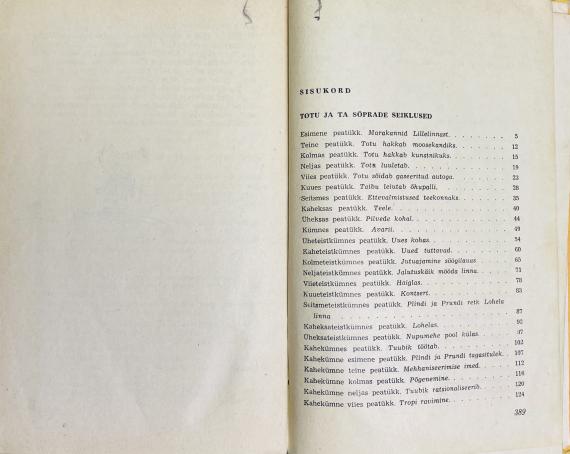 SISUKORD
TOTU JA TA SÕPRADE SEIKLUSED
Esimene peatükk. Marakannid Lillelinnast. . . . . . . . . 5
Teine peatükk. Totu hakkab moosekandiks. . . . . . . . . 12
Kolmas peatükk. Totu hakkab kunstnikuks. . . . . . . . . 15
Neljas peatükk. Totu luuletab. . . . . . . . . 19
Viies peatükk. Totu sõidab gaseeritud autoga. . . . . . . . . 23
Kuues peatükk. Taibu leiutab õhupalli. . . . . . . . . 28
Seitsmes peatükk. Ettevalmistused teekonnaks. . . . . . . . . 35
Kaheksas peatükk. Teele. . . . . . . . . 40
Üheksas peatükk. Pilvede kohal. . . . . . . . . 44
Kümnes peatükk. Avarii. . . . . . . . . 49
Üheteistkümnes peatükk. Uues kohas. . . . . . . . . 54
Kaheteistkümnes peatükk. Uued tuttavad. . . . . . . . . 60
Kolmeteistkümnes peatükk. Jutuajamine söögilauas. . . . . . 65
Neljateistkümnes peatükk. Jalutuskäik mööda linna. . . . . . 71
Viieteistkümnes peatükk. Haiglas. . . . . . . . . 78
Kuueteistkümnes peatükk. Kontsert. . . . . . . . . 83
Seitsmeteistkümnes peatükk. Plindi ja Prundi retk Lohela
linna . . . . . . . . . 87
Kaheksateistkümnes peatükk. Lohelas. . . . . . . . . 93
Üheksateistkümnes peatükk. Nupumehe pool külas. . . . . . 97
Kahekümnes peatükk. Tuubik töötab. . . . . . . . . 102
Kahekümne esimene peatükk. Plindi ja Prundi tagasitulek. . . 107
Kahekümne teine peatükk. Mehhaniseerimise imed. . . . . . 112
Kahekümne kolmas peatükk. Põgenemine. . . . . . . . . 116
Kahekümne neljas peatükk. Tuubik ratsionaliseerib. . . . . . 120
Kahekümne viies peatükk. Tropi ravimine. . . . . . . . . 124
389